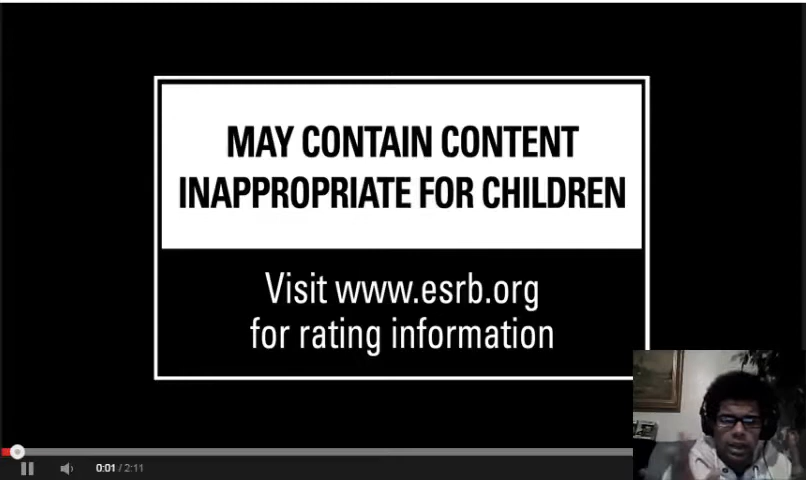 MAY CONTAIN CONTENT
INAPPROPRIATE FOR CHILDREN
Visit www.esrb.org
for rating information
0:01 / 2:11